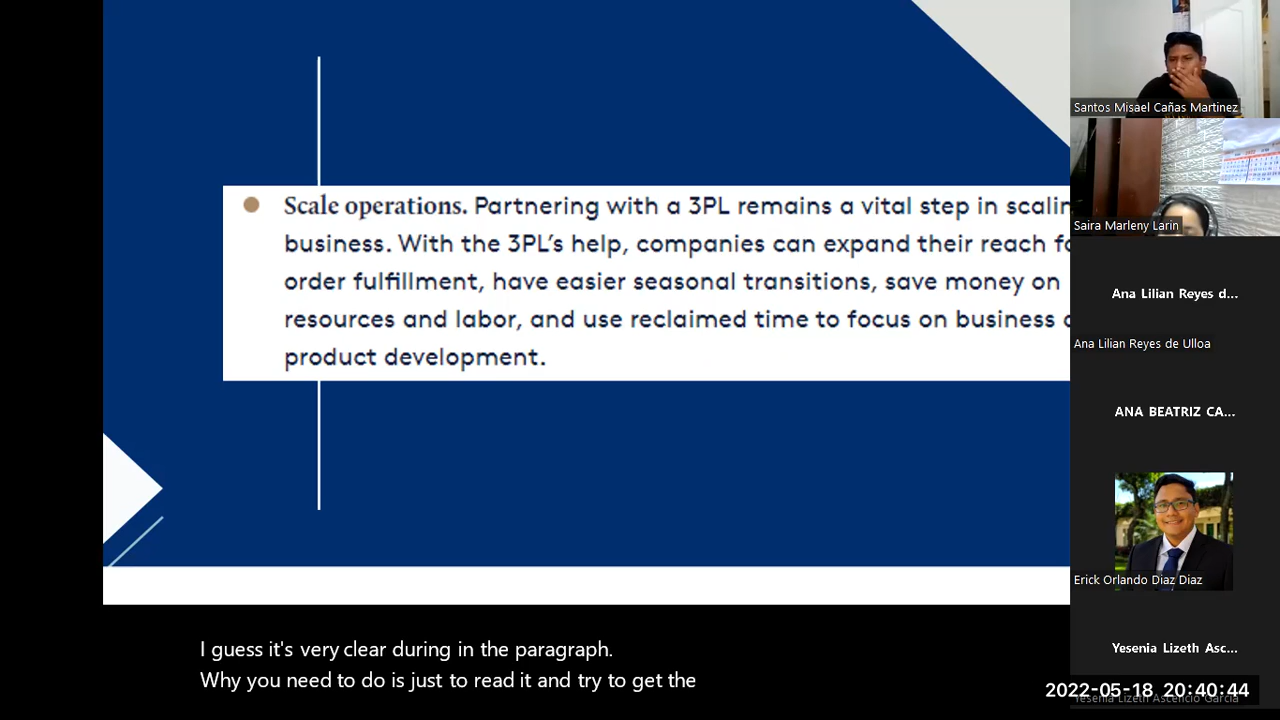 Scale operations. Partnering with a 3PL remains a vital step in
business. With the 3PL's help, companies can expand their reach
order fulfillment, have easier seasonal transitions, save money on
resources and labor, and use reclaimed time to focus on business
product development.
I guess it's very clear during in the paragraph.
Why you need to do is just to read it and try to get the
Santos Misael Cañas Martinez
Saira Marleny Larin
Ana Lilian Reyes d...
Ana Lilian Reyes de Ulloa
ANA BEATRIZ CA...
Erick Orlando Diaz Diaz
Yesenia Lizeth Asc...
Yesenia Lizeth Ascencio Garcia
2022-05-18 20:40:44